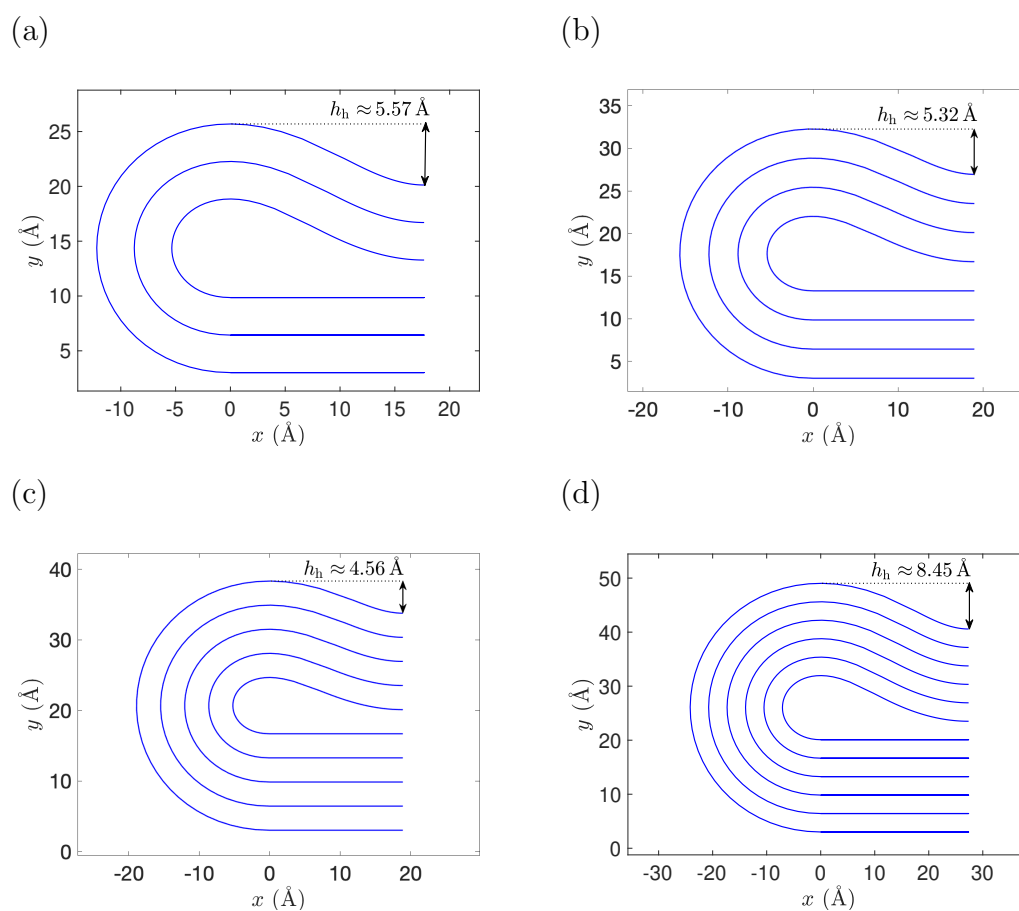 (a)
h_h ≈ 5.57 Å
25
20
15
10
5
y (Å)
-10 -5 0 5 10 15 20
x (Å)
(b)
h_h ≈ 5.32 Å
35
30
25
20
15
10
5
y (Å)
-20 -10 0 10 20
x (Å)
(c)
h_h ≈ 4.56 Å
40
30
20
10
0
y (Å)
-20 -10 0 10 20
x (Å)
(d)
h_h ≈ 8.45 Å
50
40
30
20
10
0
y (Å)
-30 -20 -10 0 10 20 30
x (Å)